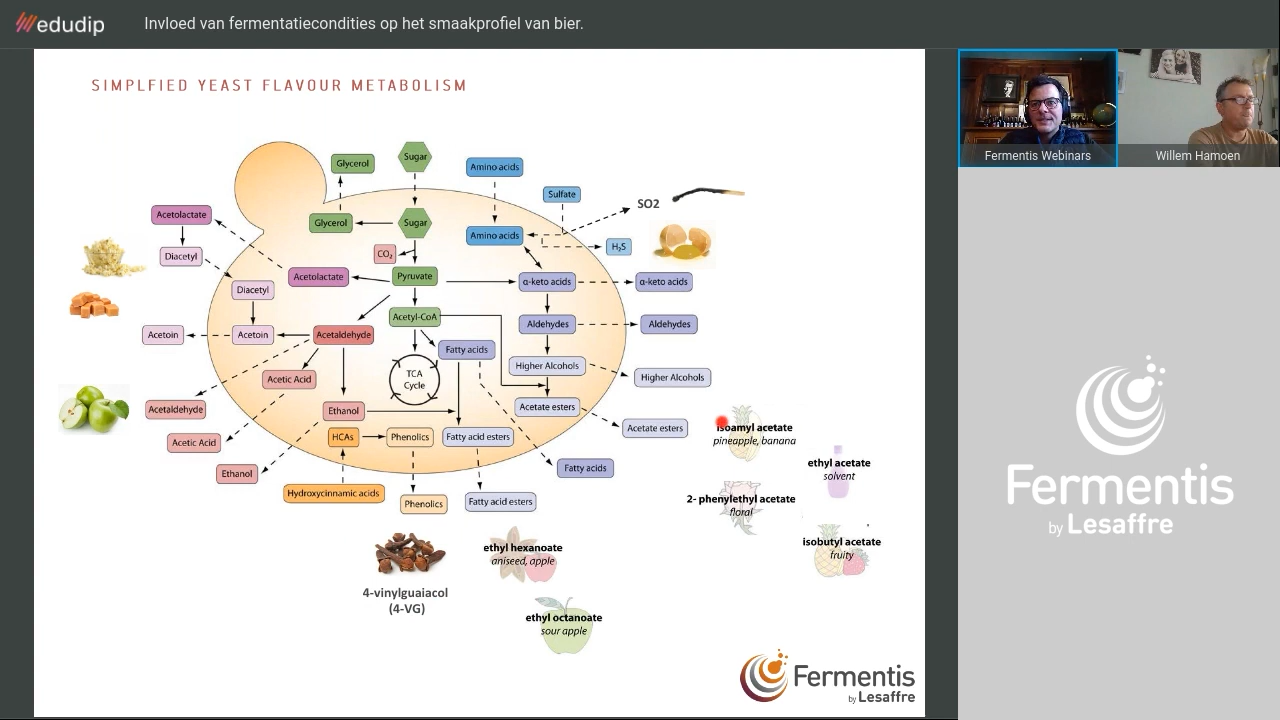 edudip
Invloed van fermentatiecondities op het smaakprofiel van bier.
SIMPLFIED YEAST FLAVOUR METABOLISM
Glycerol
Sugar
Amino acids
Sulfate
SO2
Acetolactate
Glycerol
Sugar
Amino acids
H₂S
Diacetyl
CO₂
Acetolactate
Pyruvate
α-keto acids
α-keto acids
Diacetyl
Acetyl-CoA
Aldehydes
Aldehydes
Acetoin
Acetoin
Acetaldehyde
Fatty acids
Higher Alcohols
Higher Alcohols
TCA
Cycle
Acetic Acid
Acetaldehyde
Ethanol
Acetate esters
Acetate esters
Acetic Acid
HCAs
Phenolics
Fatty acid esters
Ethanol
Fatty acids
Hydroxycinnamic acids
Phenolics
Fatty acid esters
isoamyl acetate
pineapple, banana
ethyl acetate
solvent
2- phenylethyl acetate
floral
isobutyl acetate
fruity
ethyl hexanoate
aniseed, apple
4-vinylguaiacol
(4-VG)
ethyl octanoate
sour apple
Fermentis
by Lesaffre
Fermentis Webinars
Willem Hamoen
Fermentis
by Lesaffre